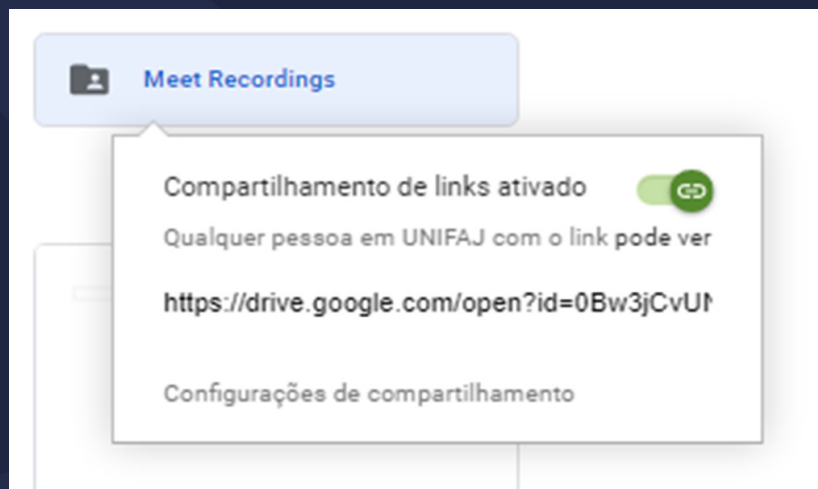 Meet Recordings
Compartilhamento de links ativado
Qualquer pessoa em UNIFAJ com o link pode ver
https://drive.google.com/open?id=0Bw3jCvU
Configurações de compartilhamento